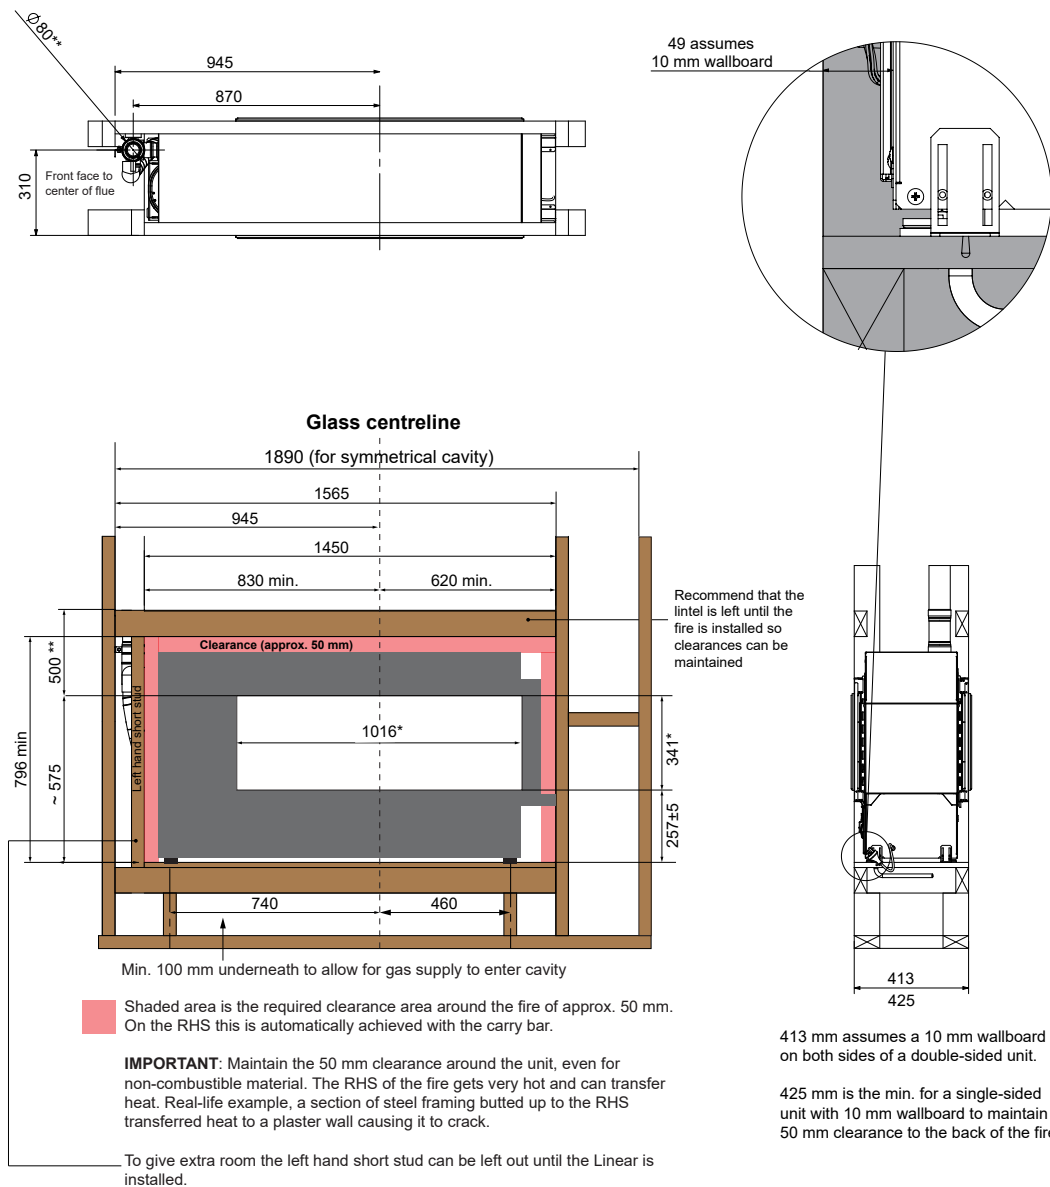 Ø80**
945
870
310
Front face to
center of flue
49 assumes
10 mm wallboard
Glass centreline
1890 (for symmetrical cavity)
1565
945
1450
830 min.
620 min.
Recommend that the
lintel is left until the
fire is installed so
clearances can be
maintained
Clearance (approx. 50 mm)
500 **
796 min
~ 575
Left hand short stud
1016*
341*
257±5
740
460
Min. 100 mm underneath to allow for gas supply to enter cavity
413
425
Shaded area is the required clearance area around the fire of approx. 50 mm.
On the RHS this is automatically achieved with the carry bar.
IMPORTANT: Maintain the 50 mm clearance around the unit, even for
non-combustible material. The RHS of the fire gets very hot and can transfer
heat. Real-life example, a section of steel framing butted up to the RHS
transferred heat to a plaster wall causing it to crack.
To give extra room the left hand short stud can be left out until the Linear is
installed.
413 mm assumes a 10 mm wallboard
on both sides of a double-sided unit.
425 mm is the min. for a single-sided
unit with 10 mm wallboard to maintain
50 mm clearance to the back of the fire